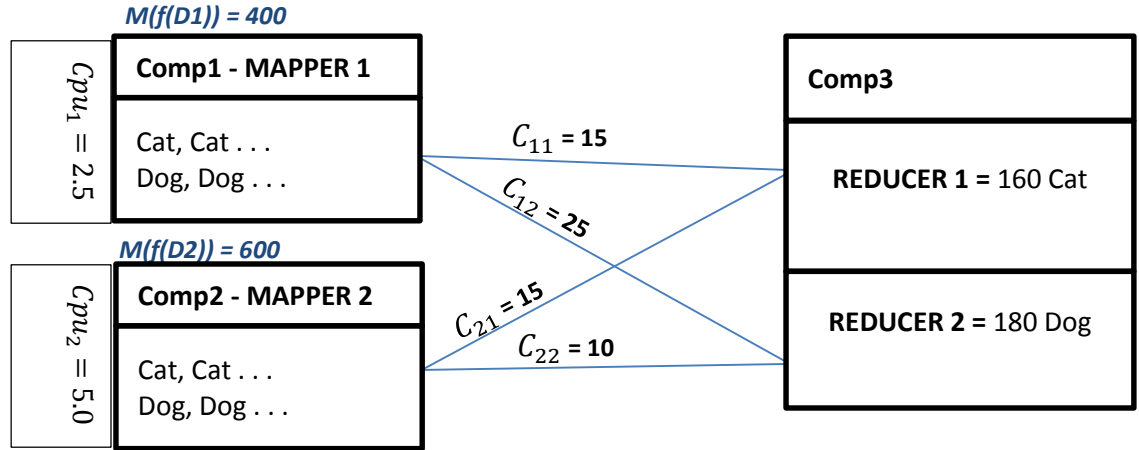 M(f(D1)) = 400
Cpu₁ = 2.5
Comp1 - MAPPER 1
Cat, Cat . . .
Dog, Dog . . .
M(f(D2)) = 600
Cpu₂ = 5.0
Comp2 - MAPPER 2
Cat, Cat . . .
Dog, Dog . . .
C₁₁ = 15
C₁₂ = 25
C₂₁ = 15
C₂₂ = 10
Comp3
REDUCER 1 = 160 Cat
REDUCER 2 = 180 Dog